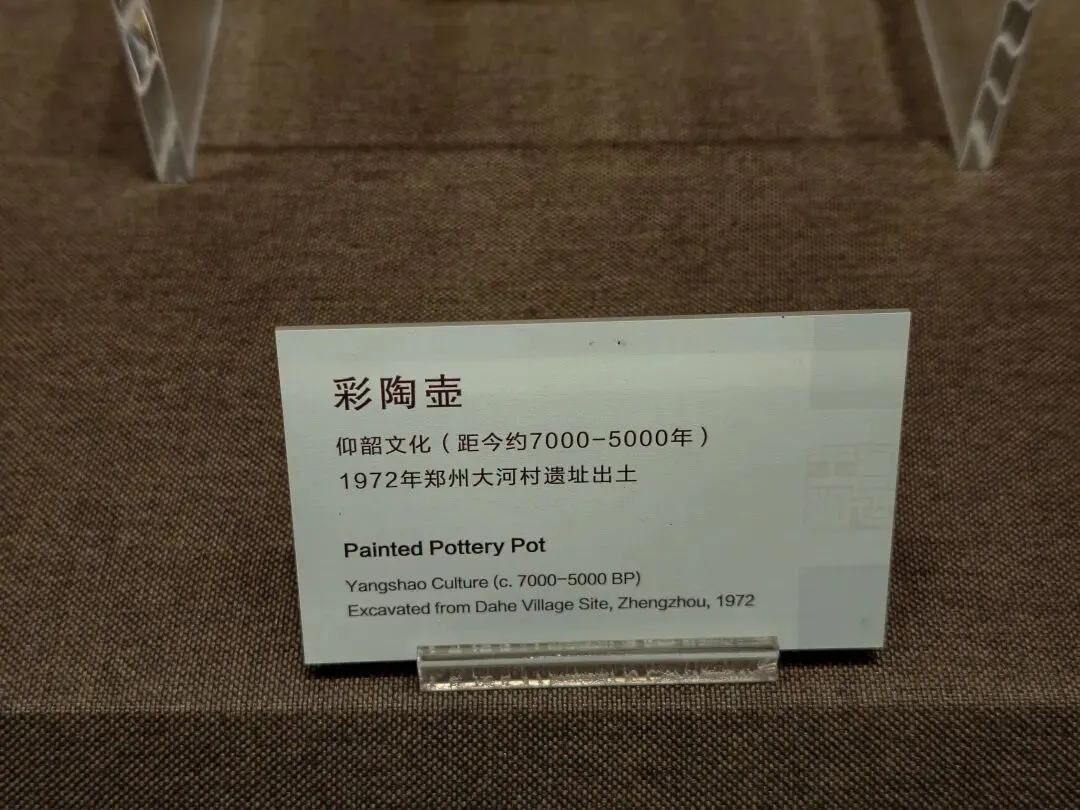 彩陶壶
仰韶文化（距今约7000-5000年）
1972年郑州大河村遗址出土
Painted Pottery Pot
Yangshao Culture (c. 7000-5000 BP)
Excavated from Dahe Village Site, Zhengzhou, 1972